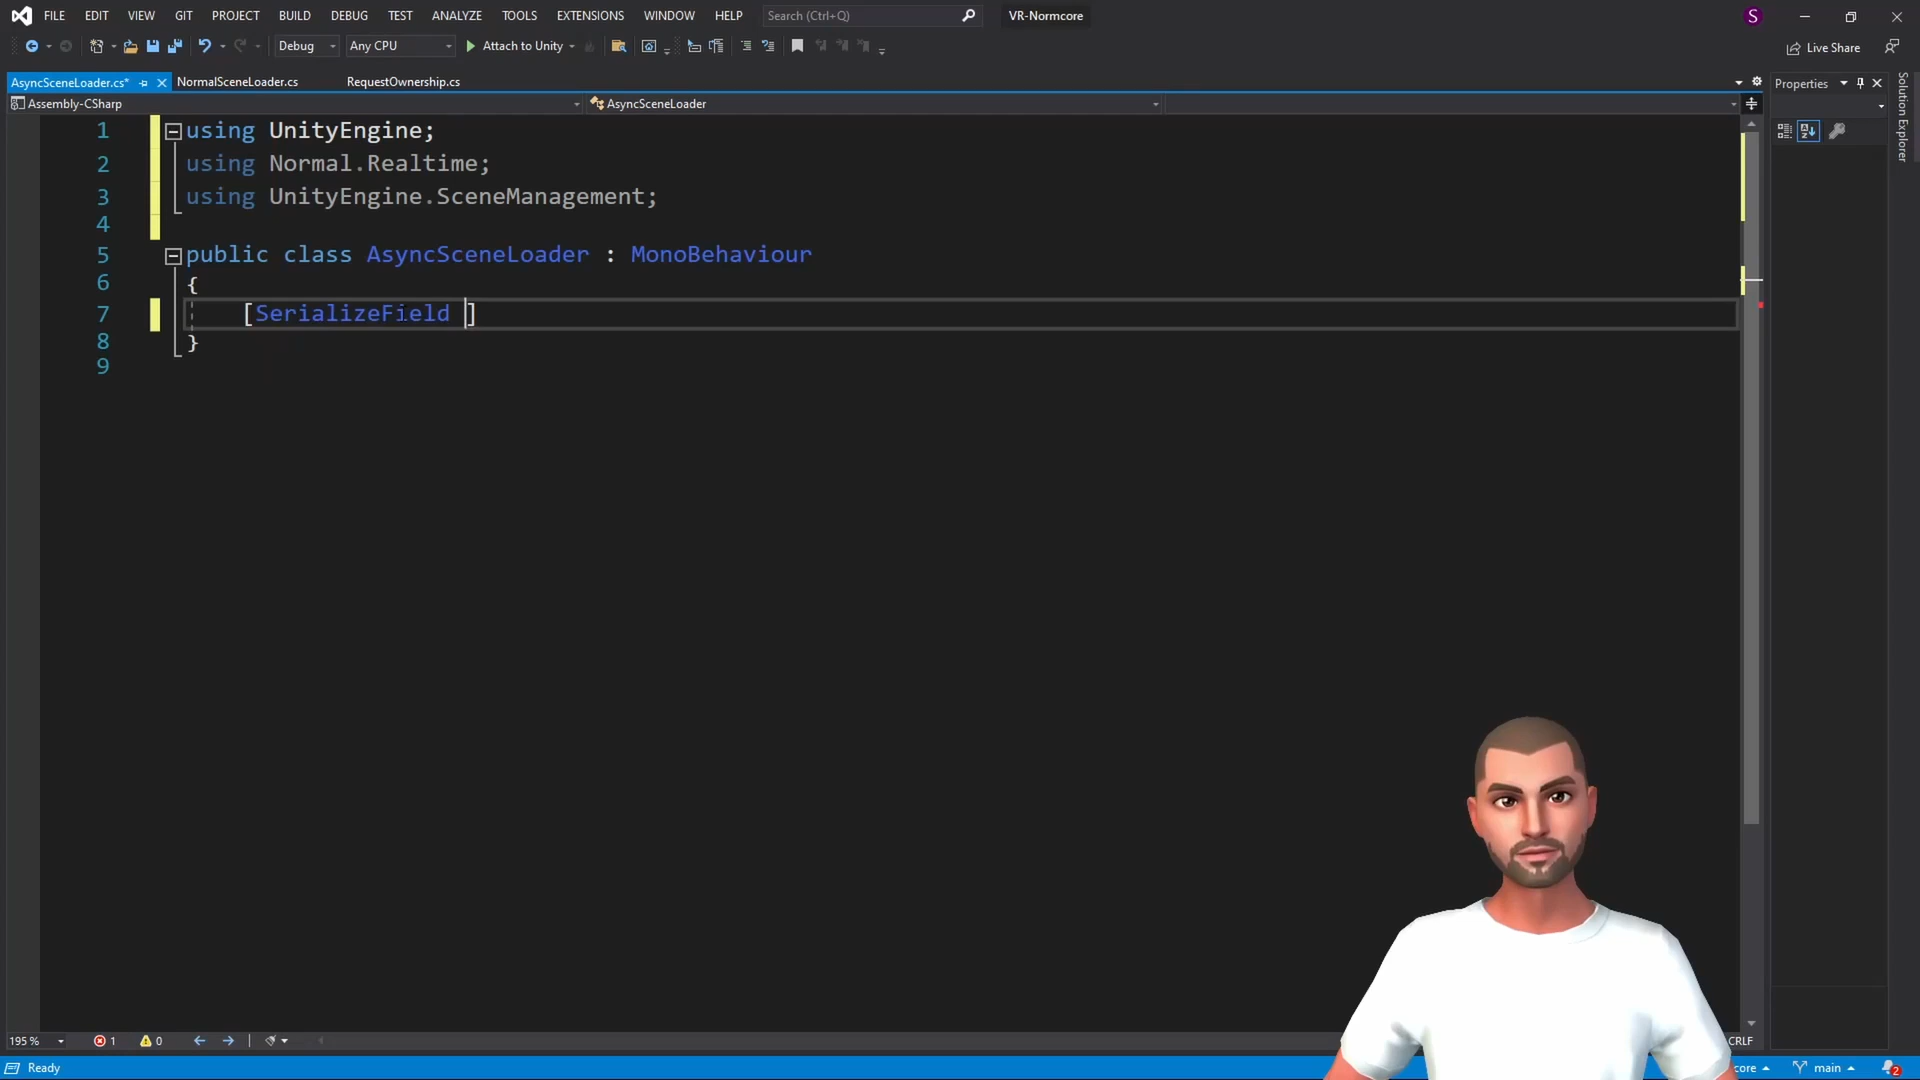 FILE EDIT VIEW GIT PROJECT BUILD DEBUG TEST ANALYZE TOOLS EXTENSIONS WINDOW HELP Search (Ctrl+Q) VR-Normcore S
Debug Any CPU Attach to Unity Live Share
AsyncSceneLoader.cs* NormalSceneLoader.cs RequestOwnership.cs Properties
Assembly-CSharp AsyncSceneLoader
Solution Explorer
1 using UnityEngine;
2 using Normal.Realtime;
3 using UnityEngine.SceneManagement;
4
5 public class AsyncSceneLoader : MonoBehaviour
6 {
7 [SerializeField ]
8 }
9
195 % 1 0 CRLF
Ready core main 2